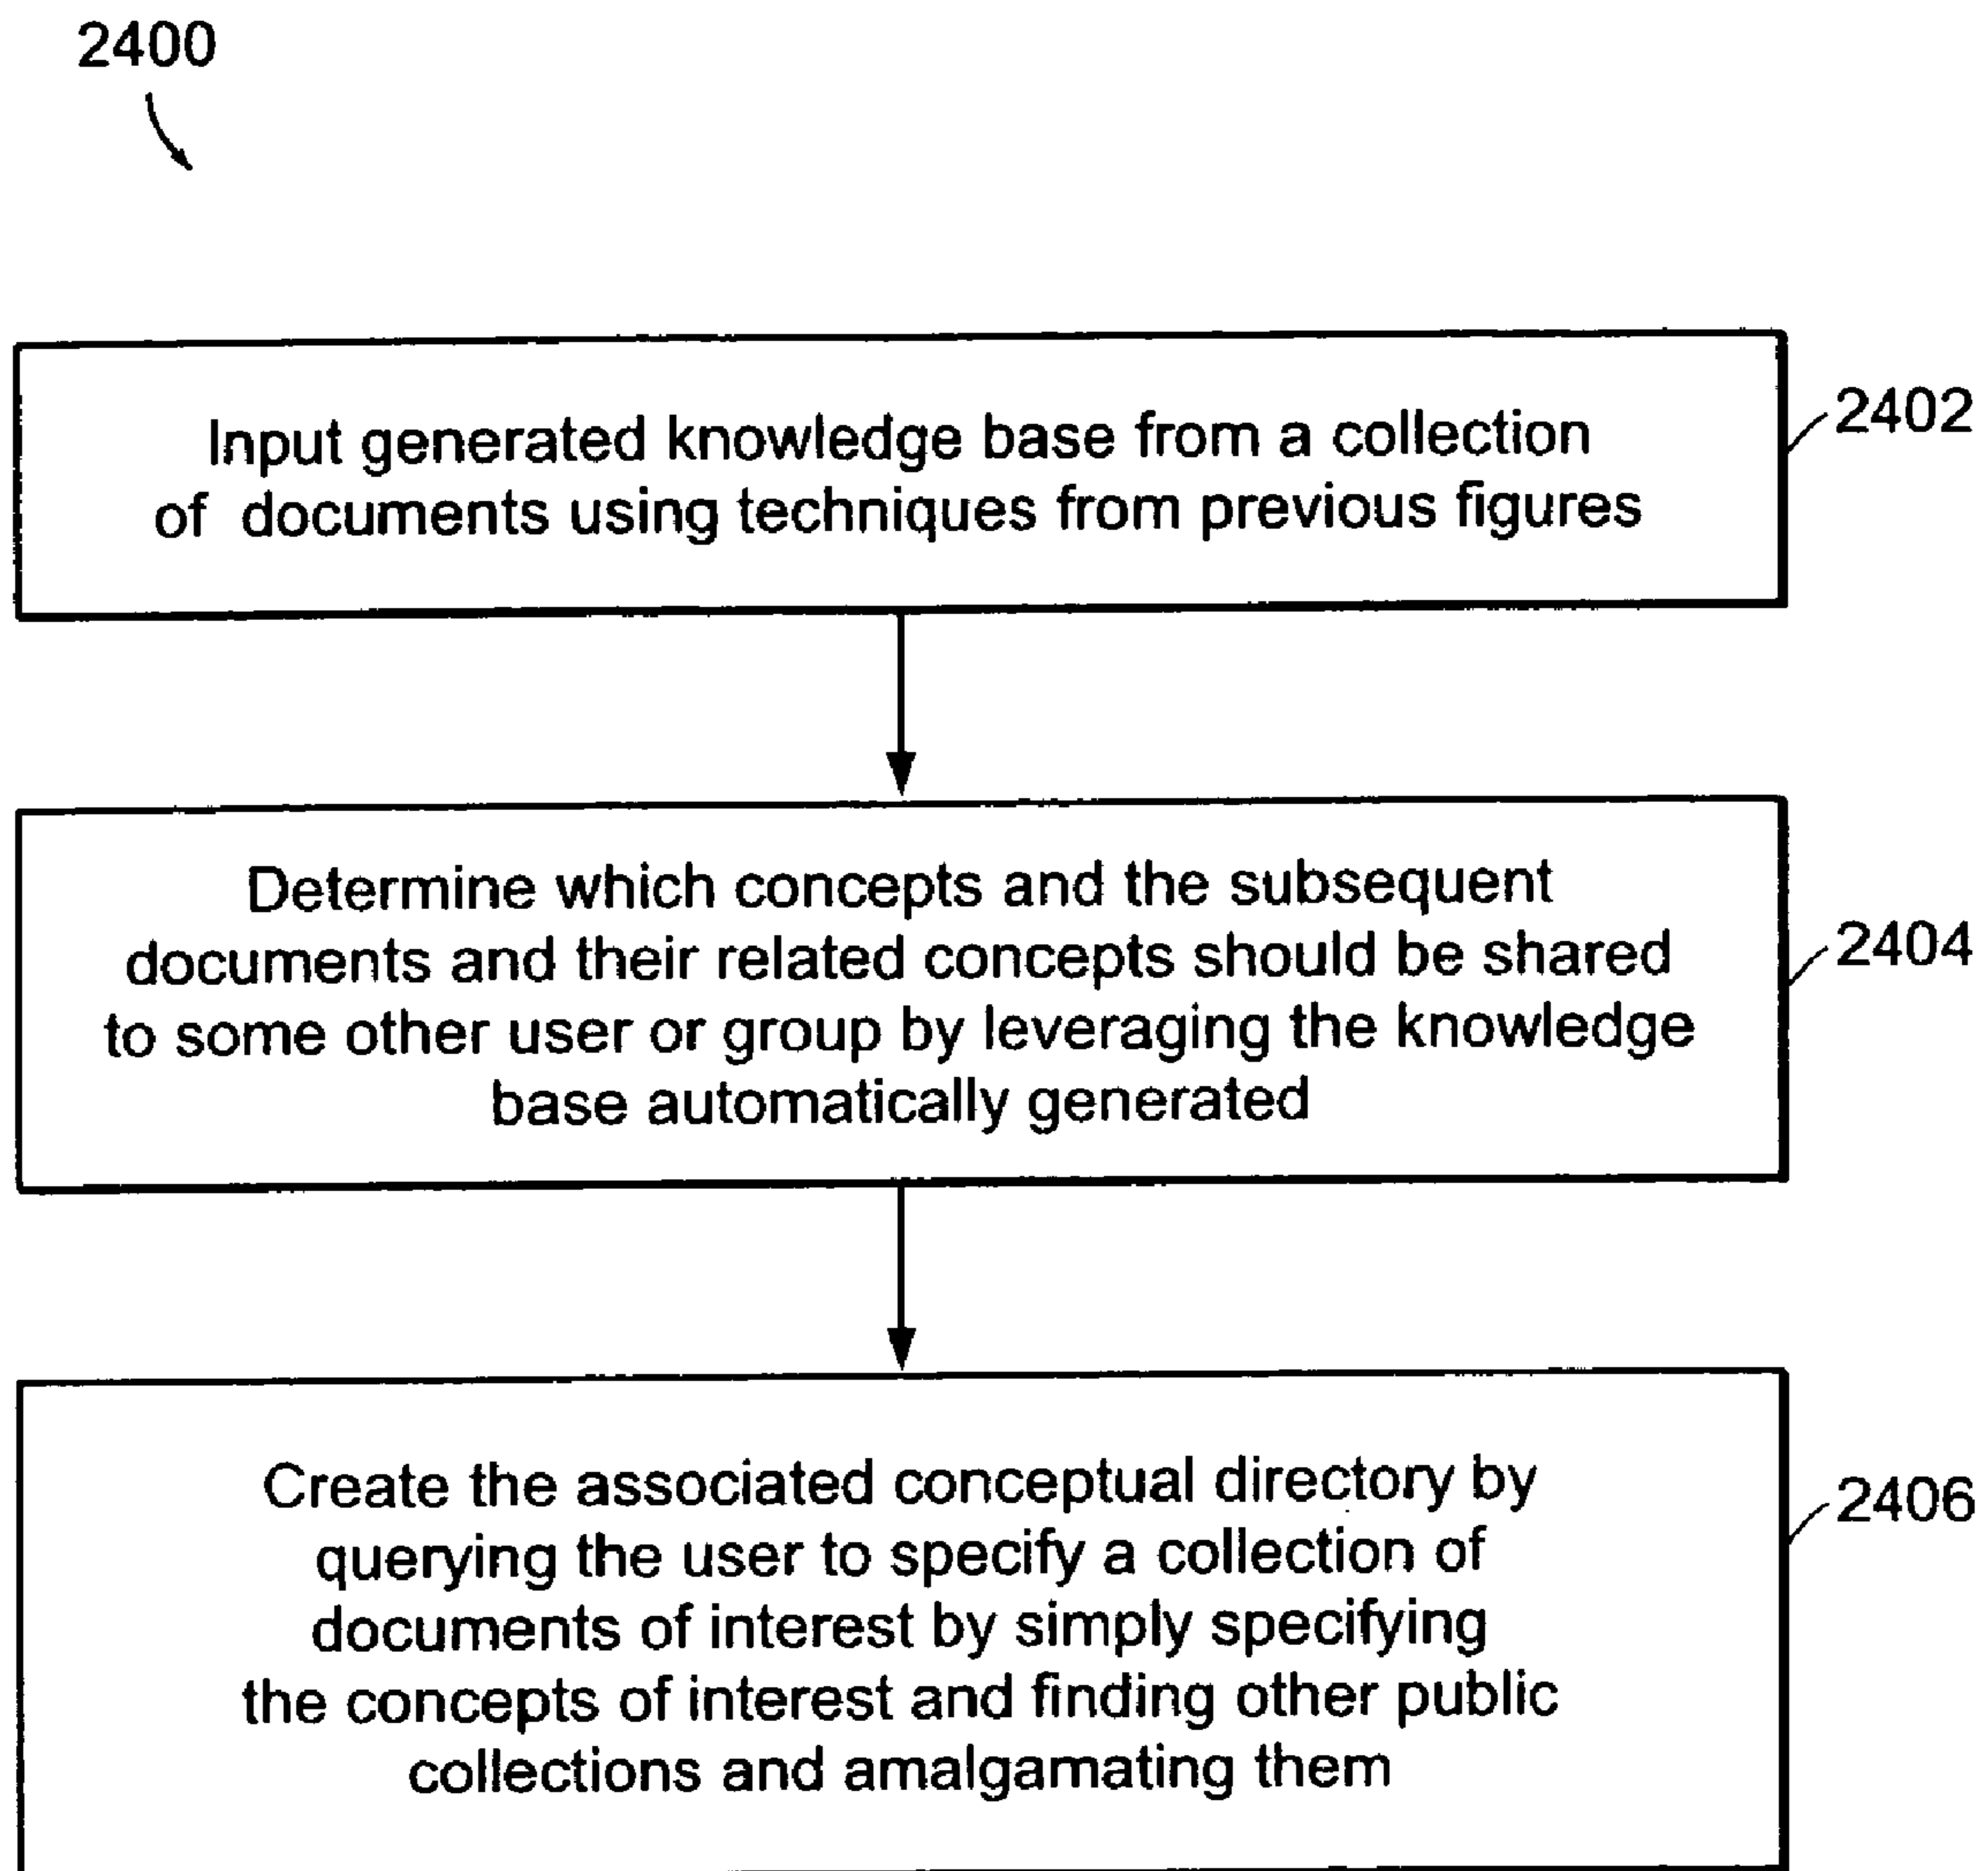 2400
Input generated knowledge base from a collection
of documents using techniques from previous figures
2402
Determine which concepts and the subsequent
documents and their related concepts should be shared
to some other user or group by leveraging the knowledge
base automatically generated
2404
Create the associated conceptual directory by
querying the user to specify a collection of
documents of interest by simply specifying
the concepts of interest and finding other public
collections and amalgamating them
2406